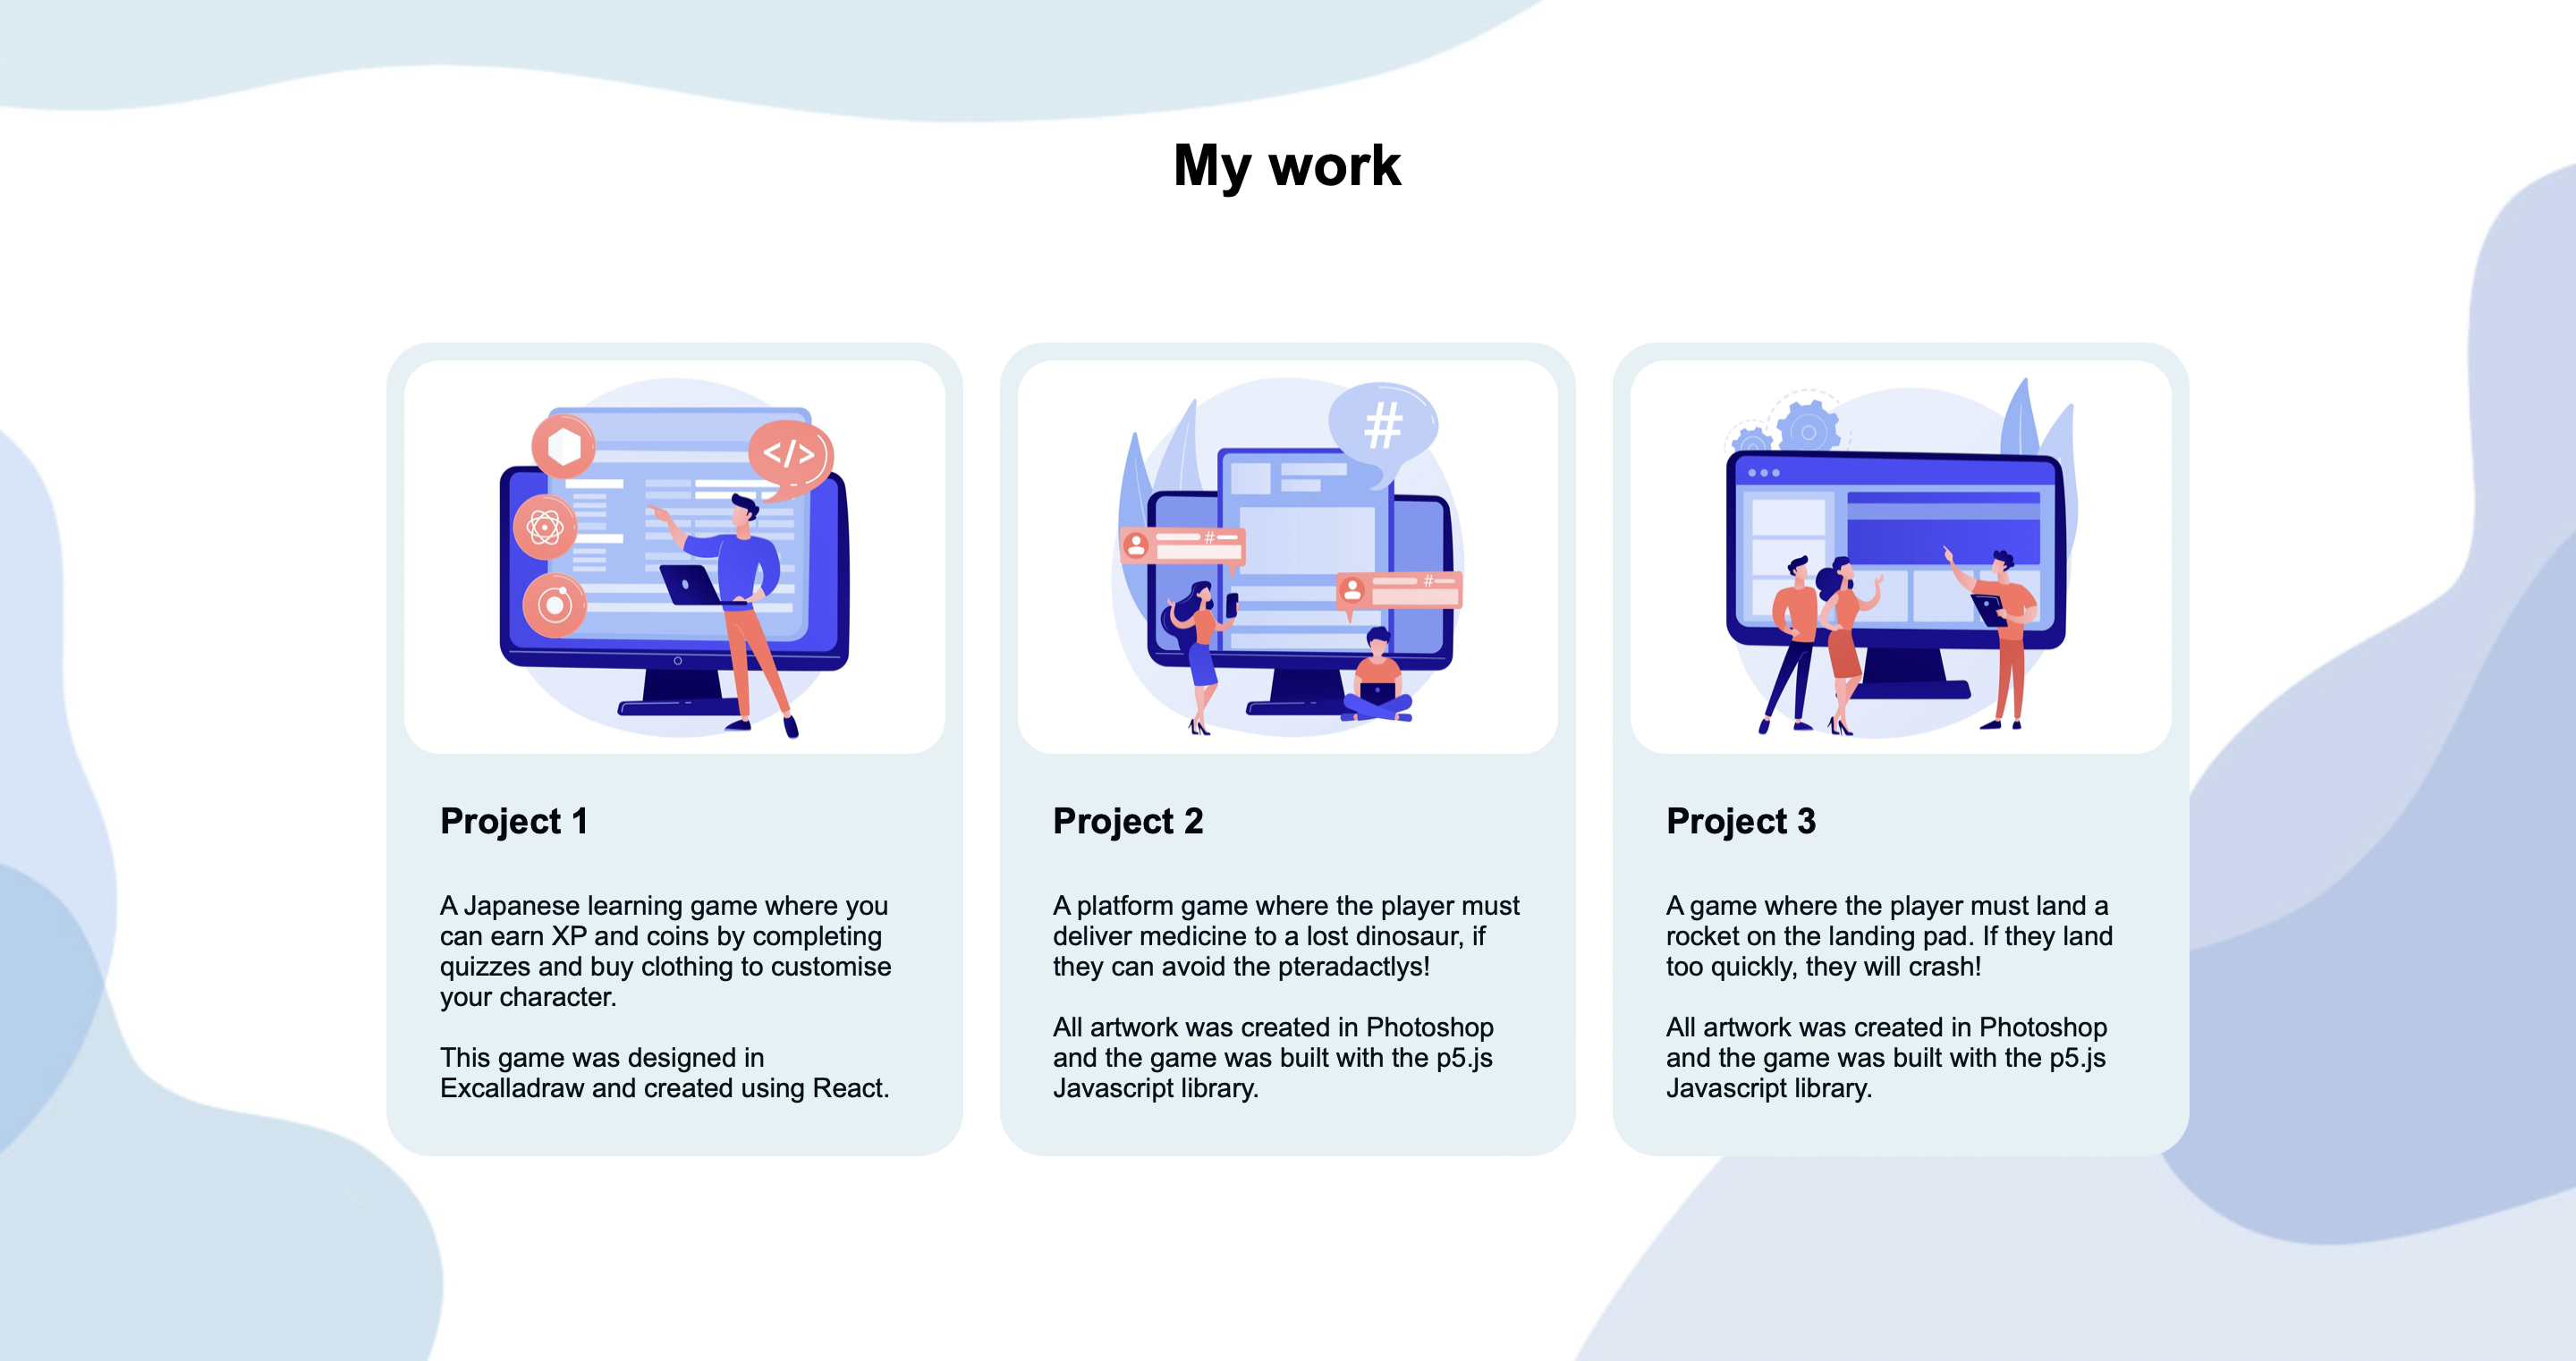 My work
</>
#
#
#
Project 1
A Japanese learning game where you
can earn XP and coins by completing
quizzes and buy clothing to customise
your character.
This game was designed in
Excalladraw and created using React.
Project 2
A platform game where the player must
deliver medicine to a lost dinosaur, if
they can avoid the pteradactlys!
All artwork was created in Photoshop
and the game was built with the p5.js
Javascript library.
Project 3
A game where the player must land a
rocket on the landing pad. If they land
too quickly, they will crash!
All artwork was created in Photoshop
and the game was built with the p5.js
Javascript library.